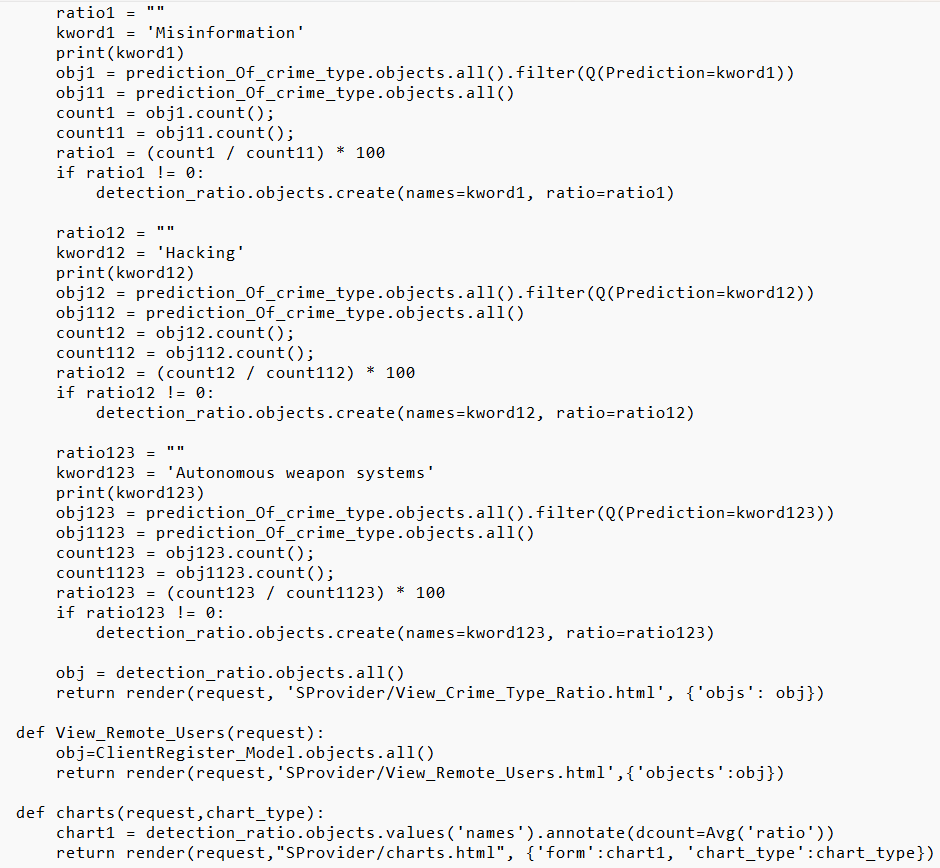 ratio1 = ""
kword1 = 'Misinformation'
print(kword1)
obj1 = prediction_Of_crime_type.objects.all().filter(Q(Prediction=kword1))
obj11 = prediction_Of_crime_type.objects.all()
count1 = obj1.count();
count11 = obj11.count();
ratio1 = (count1 / count11) * 100
if ratio1 != 0:
detection_ratio.objects.create(names=kword1, ratio=ratio1)
ratio12 = ""
kword12 = 'Hacking'
print(kword12)
obj12 = prediction_Of_crime_type.objects.all().filter(Q(Prediction=kword12))
obj112 = prediction_Of_crime_type.objects.all()
count12 = obj12.count();
count112 = obj112.count();
ratio12 = (count12 / count112) * 100
if ratio12 != 0:
detection_ratio.objects.create(names=kword12, ratio=ratio12)
ratio123 = ""
kword123 = 'Autonomous weapon systems'
print(kword123)
obj123 = prediction_Of_crime_type.objects.all().filter(Q(Prediction=kword123))
obj1123 = prediction_Of_crime_type.objects.all()
count123 = obj123.count();
count1123 = obj1123.count();
ratio123 = (count123 / count1123) * 100
if ratio123 != 0:
detection_ratio.objects.create(names=kword123, ratio=ratio123)
obj = detection_ratio.objects.all()
return render(request, 'SProvider/View_Crime_Type_Ratio.html', {'objs': obj})
def View_Remote_Users(request):
obj=ClientRegister_Model.objects.all()
return render(request,'SProvider/View_Remote_Users.html',{'objects':obj})
def charts(request,chart_type):
chart1 = detection_ratio.objects.values('names').annotate(dcount=Avg('ratio'))
return render(request,"SProvider/charts.html", {'form':chart1, 'chart_type':chart_type})